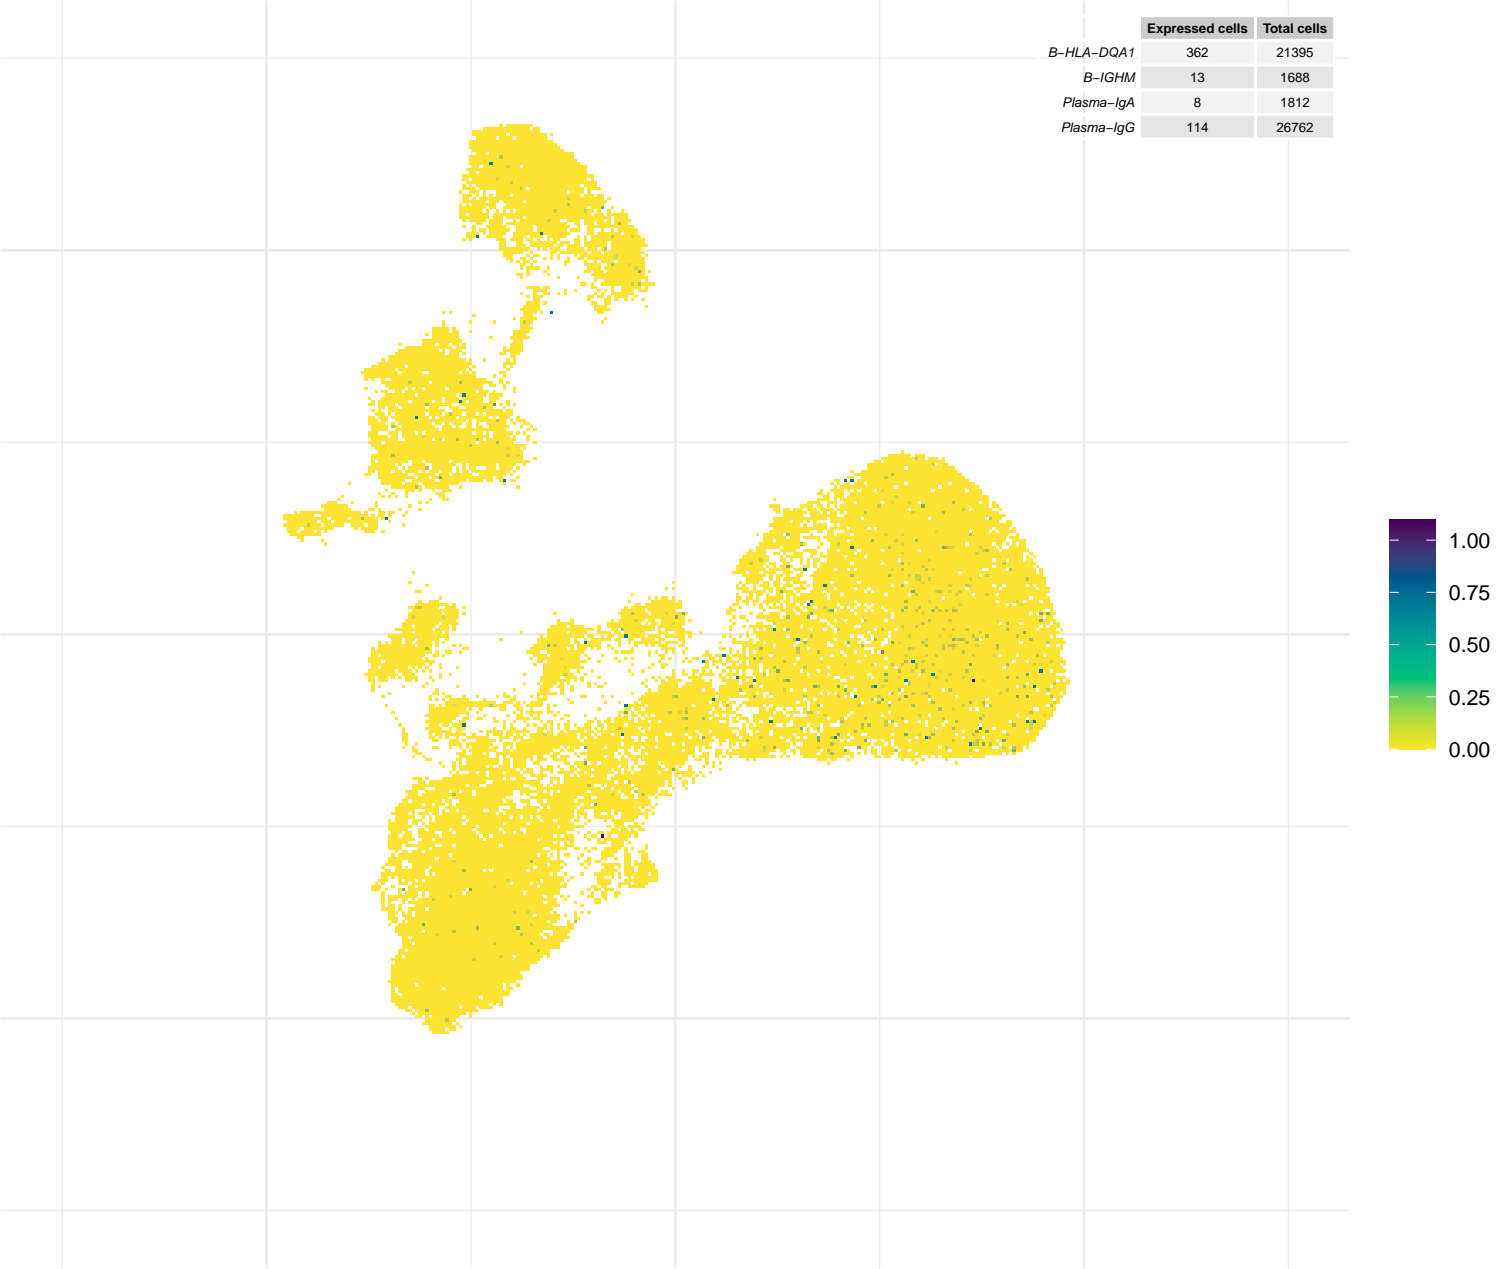 Expressed cells Total cells
B−HLA−DQA1 362 21395
B−IGHM 13 1688
Plasma−IgA 8 1812
Plasma−IgG 114 26762
1.00
0.75
0.50
0.25
0.00